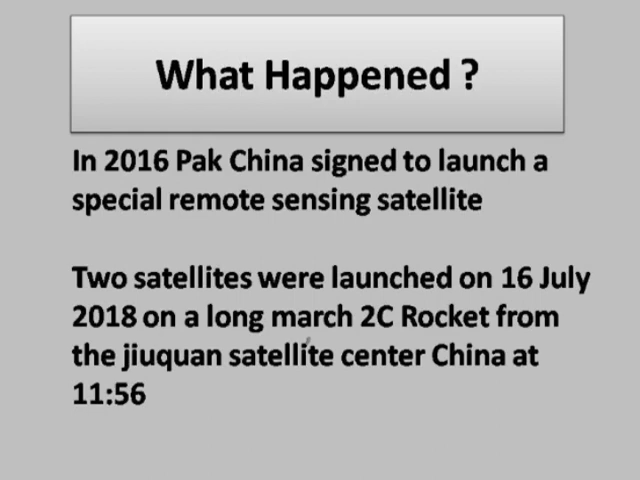 What Happened ?
In 2016 Pak China signed to launch a
special remote sensing satellite
Two satellites were launched on 16 July
2018 on a long march 2C Rocket from
the jiuquan satellite center China at
11:56